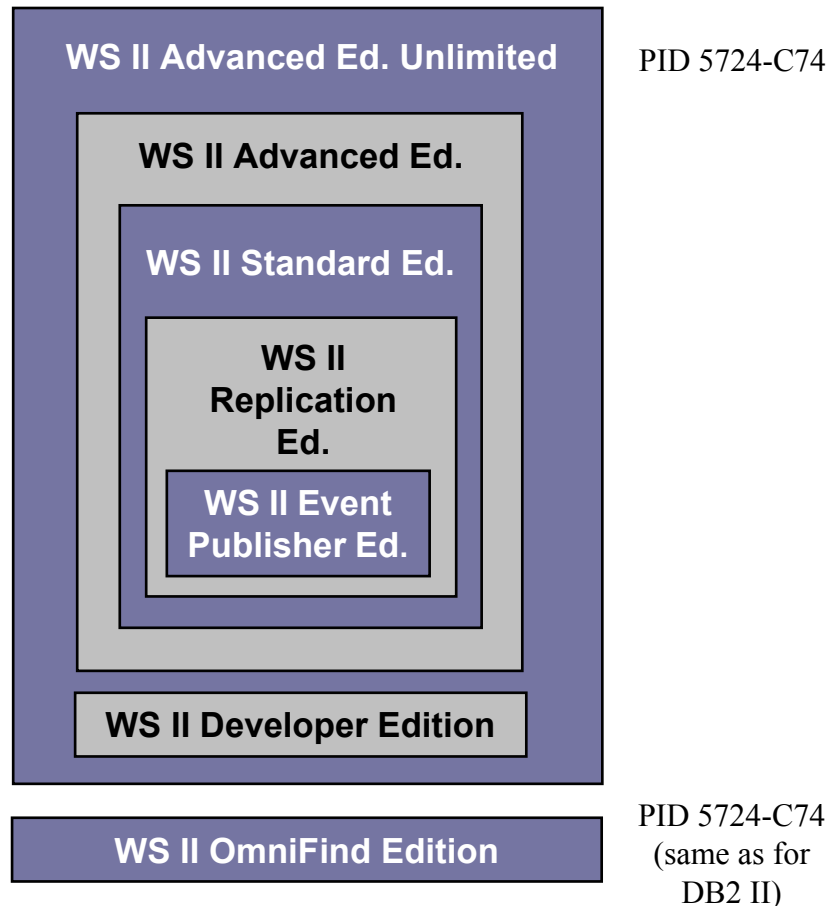 WS II Advanced Ed. Unlimited
PID 5724-C74
WS II Advanced Ed.
WS II Standard Ed.
WS II
Replication
Ed.
WS II Event
Publisher Ed.
WS II Developer Edition
WS II OmniFind Edition
PID 5724-C74
(same as for
DB2 II)